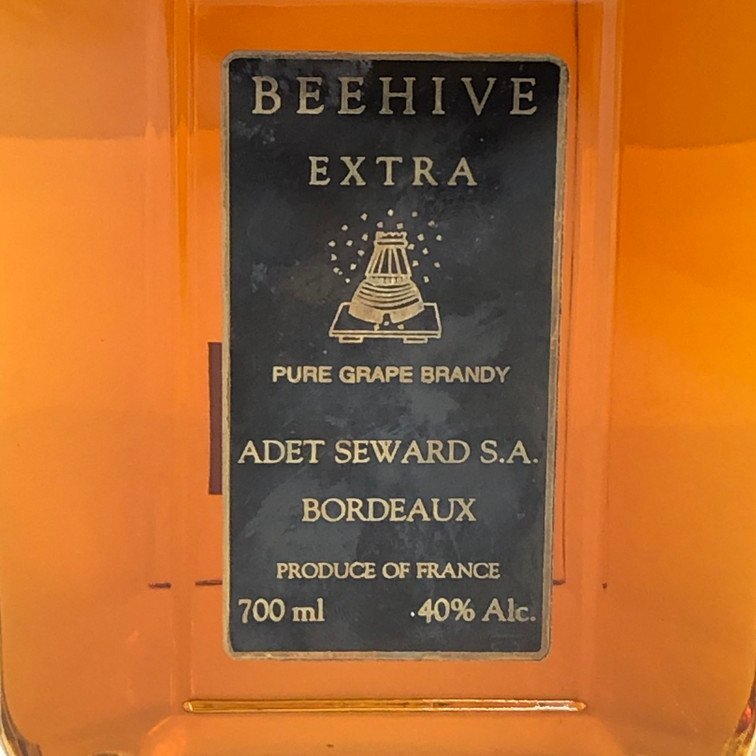 BEEHIVE
EXTRA
PURE GRAPE BRANDY
ADET SEWARD S.A.
BORDEAUX
PRODUCE OF FRANCE
700 ml 40% Alc.